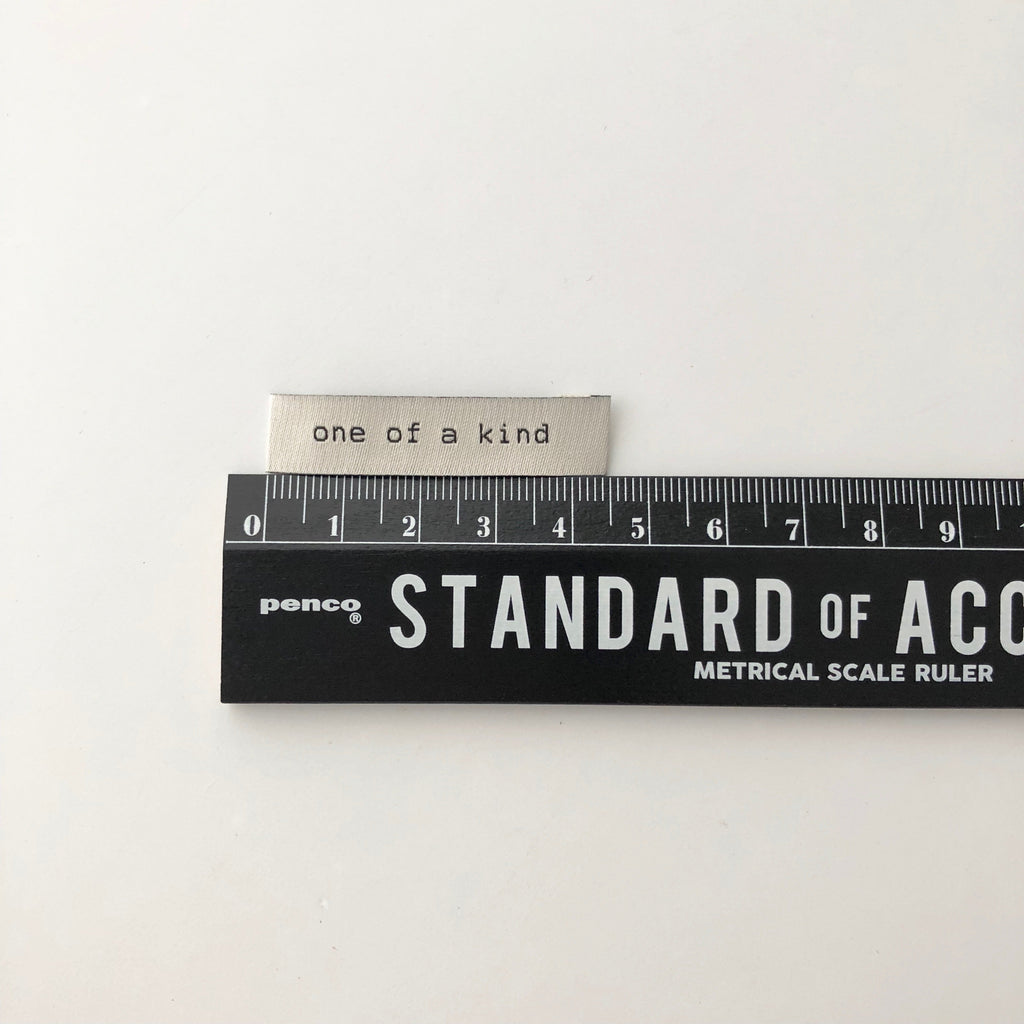 one of a kind
0 1 2 3 4 5 6 7 8 9
penco®
STANDARD OF ACC
METRICAL SCALE RULER